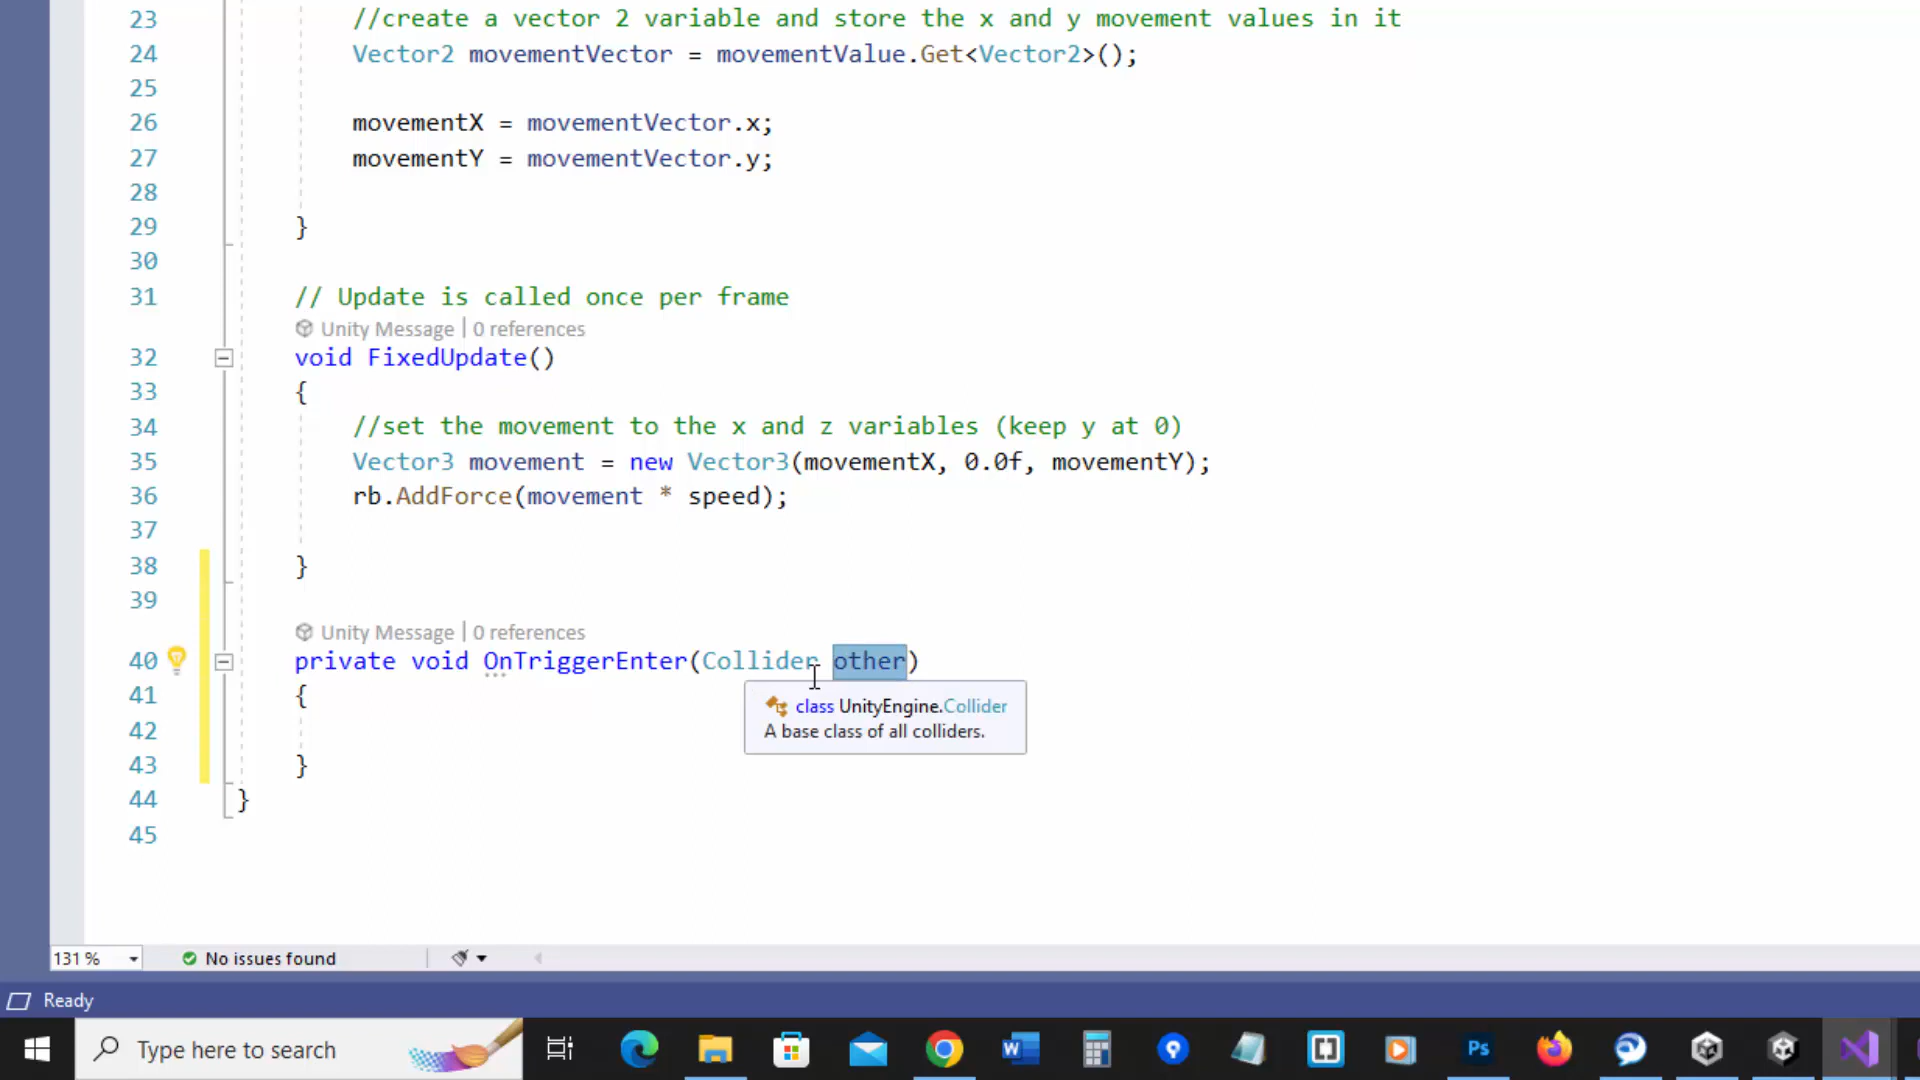 23 //create a vector 2 variable and store the x and y movement values in it
24 Vector2 movementVector = movementValue.Get<Vector2>();
25
26 movementX = movementVector.x;
27 movementY = movementVector.y;
28
29 }
30
31 // Update is called once per frame
Unity Message | 0 references
32 void FixedUpdate()
33 {
34 //set the movement to the x and z variables (keep y at 0)
35 Vector3 movement = new Vector3(movementX, 0.0f, movementY);
36 rb.AddForce(movement * speed);
37
38 }
39
Unity Message | 0 references
40 private void OnTriggerEnter(Collider other)
41 {
class UnityEngine.Collider
A base class of all colliders.
42
43 }
44 }
45
131 % No issues found
Ready
Type here to search
W
Ps